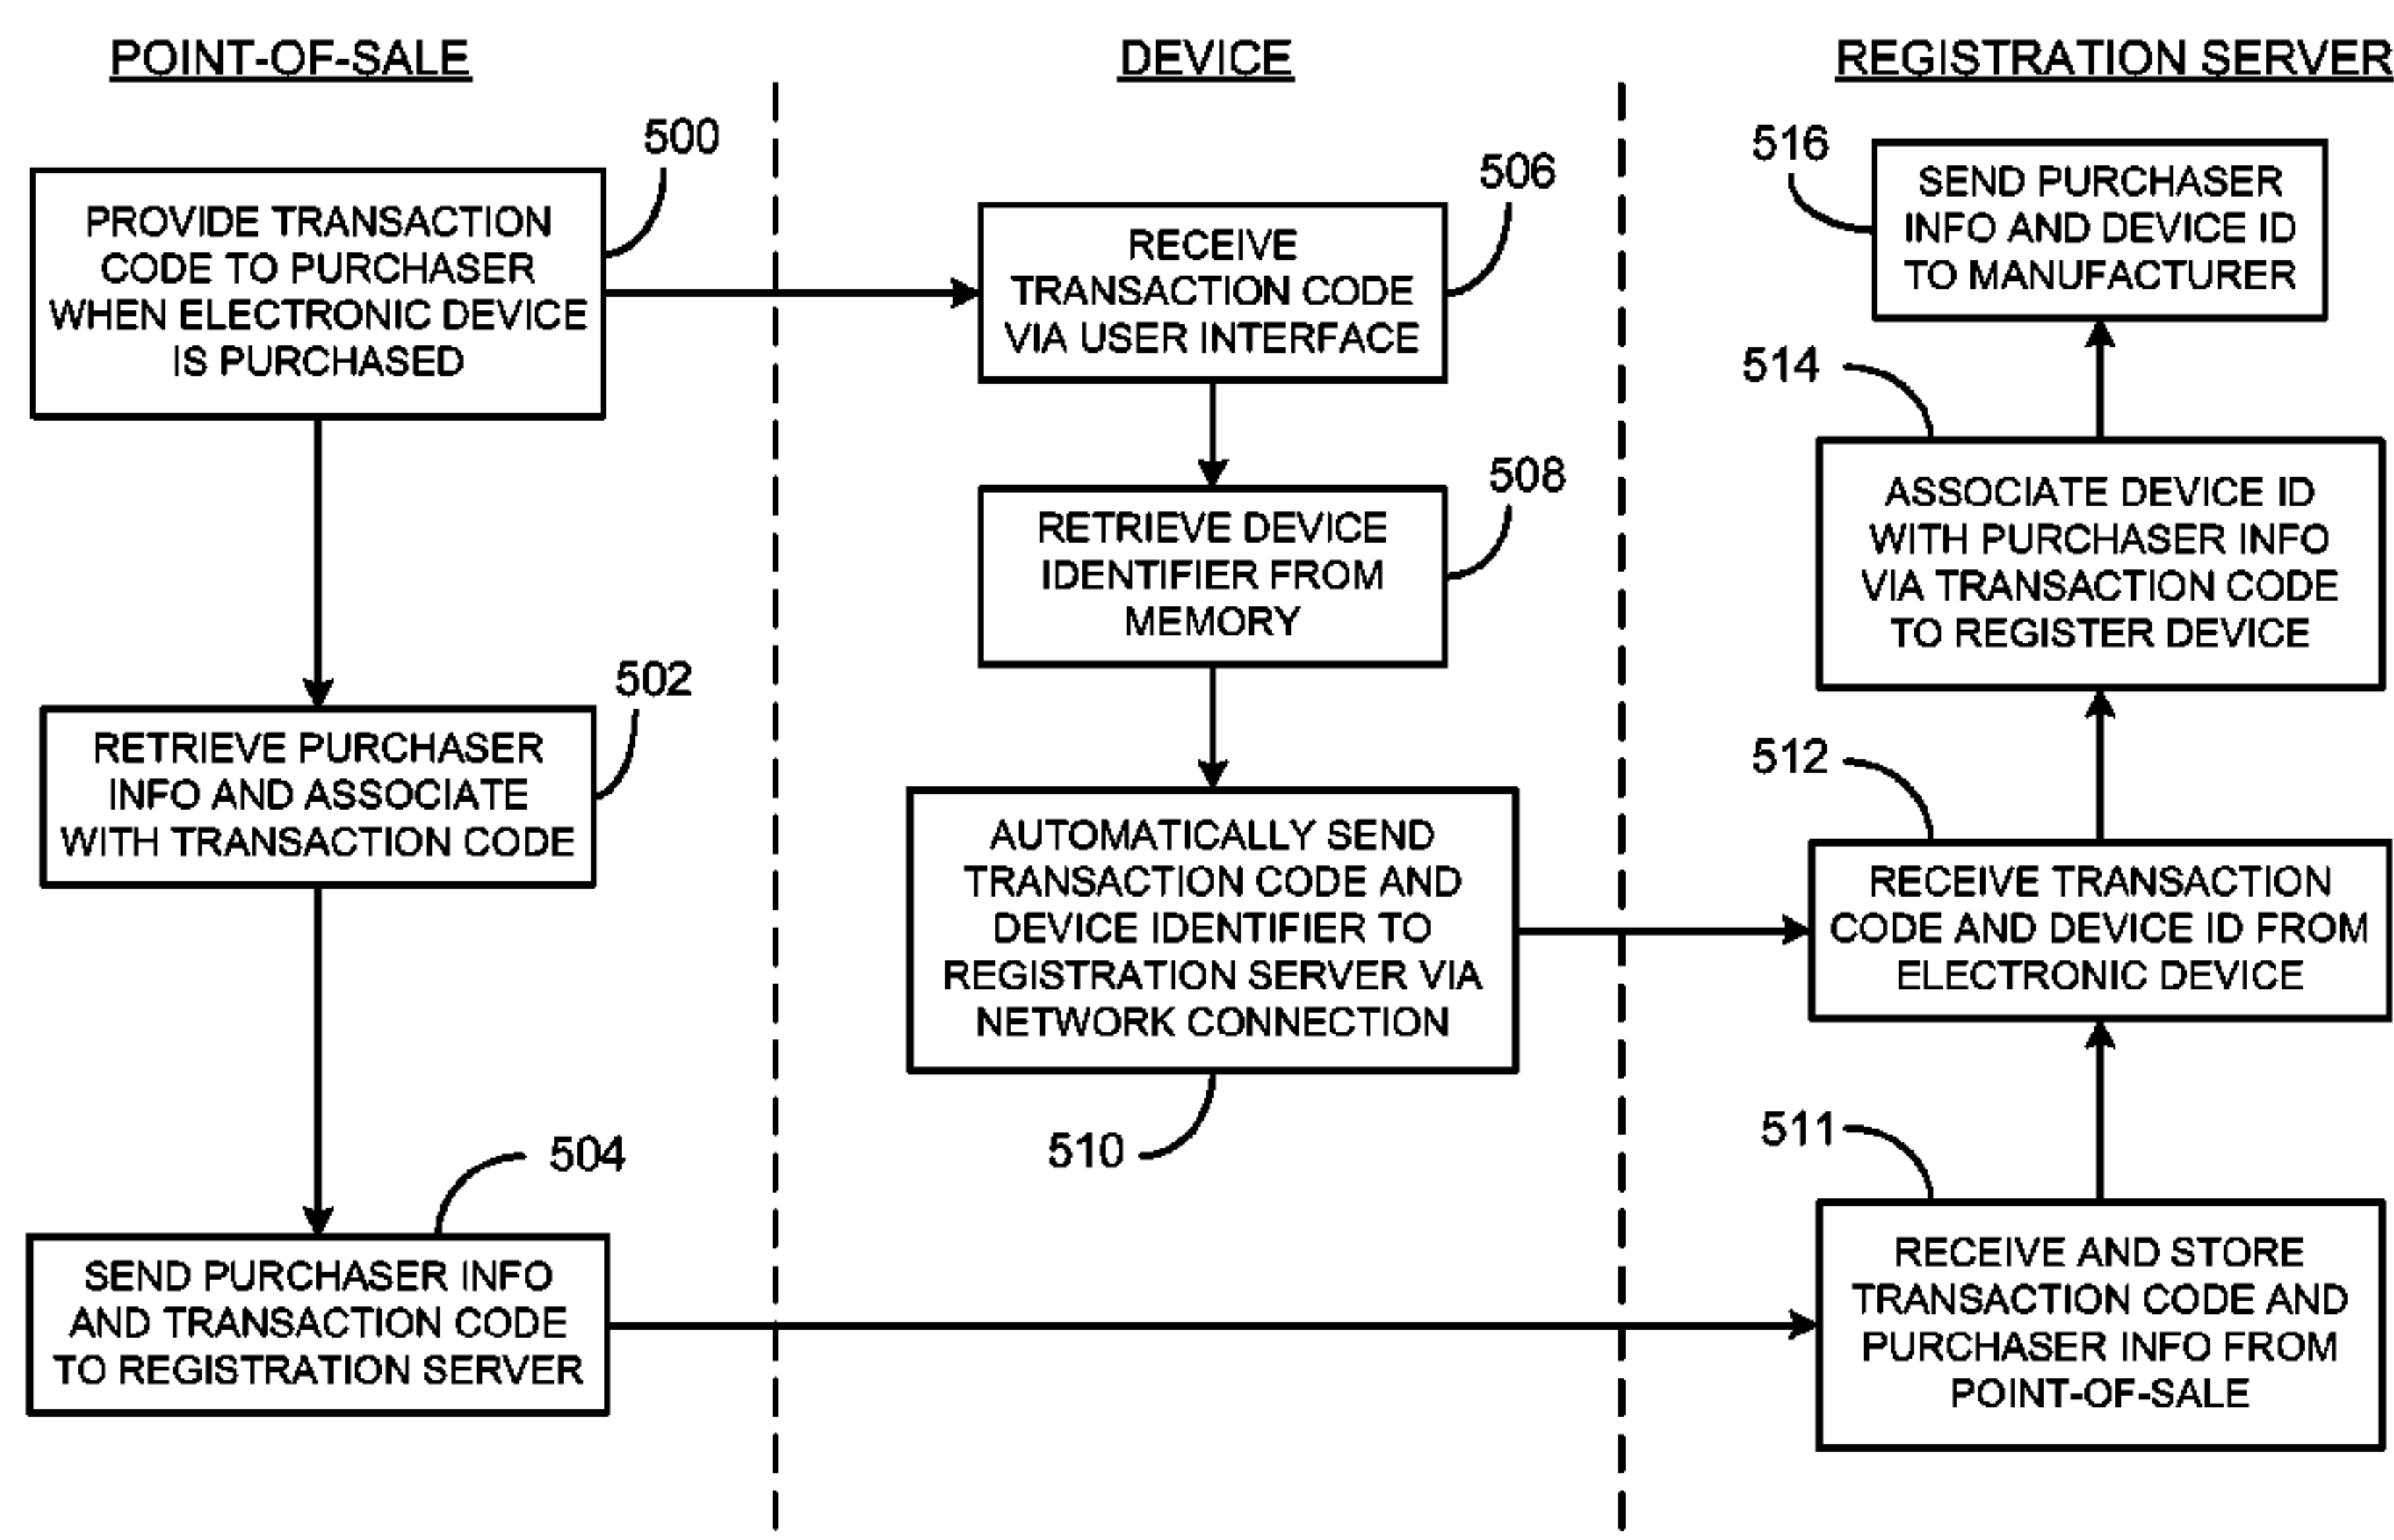 POINT-OF-SALE
500
PROVIDE TRANSACTION
CODE TO PURCHASER
WHEN ELECTRONIC DEVICE
IS PURCHASED
502
RETRIEVE PURCHASER
INFO AND ASSOCIATE
WITH TRANSACTION CODE
504
SEND PURCHASER INFO
AND TRANSACTION CODE
TO REGISTRATION SERVER
DEVICE
506
RECEIVE
TRANSACTION CODE
VIA USER INTERFACE
508
RETRIEVE DEVICE
IDENTIFIER FROM
MEMORY
AUTOMATICALLY SEND
TRANSACTION CODE AND
DEVICE IDENTIFIER TO
REGISTRATION SERVER VIA
NETWORK CONNECTION
510
REGISTRATION SERVER
516
SEND PURCHASER
INFO AND DEVICE ID
TO MANUFACTURER
514
ASSOCIATE DEVICE ID
WITH PURCHASER INFO
VIA TRANSACTION CODE
TO REGISTER DEVICE
512
RECEIVE TRANSACTION
CODE AND DEVICE ID FROM
ELECTRONIC DEVICE
511
RECEIVE AND STORE
TRANSACTION CODE AND
PURCHASER INFO FROM
POINT-OF-SALE